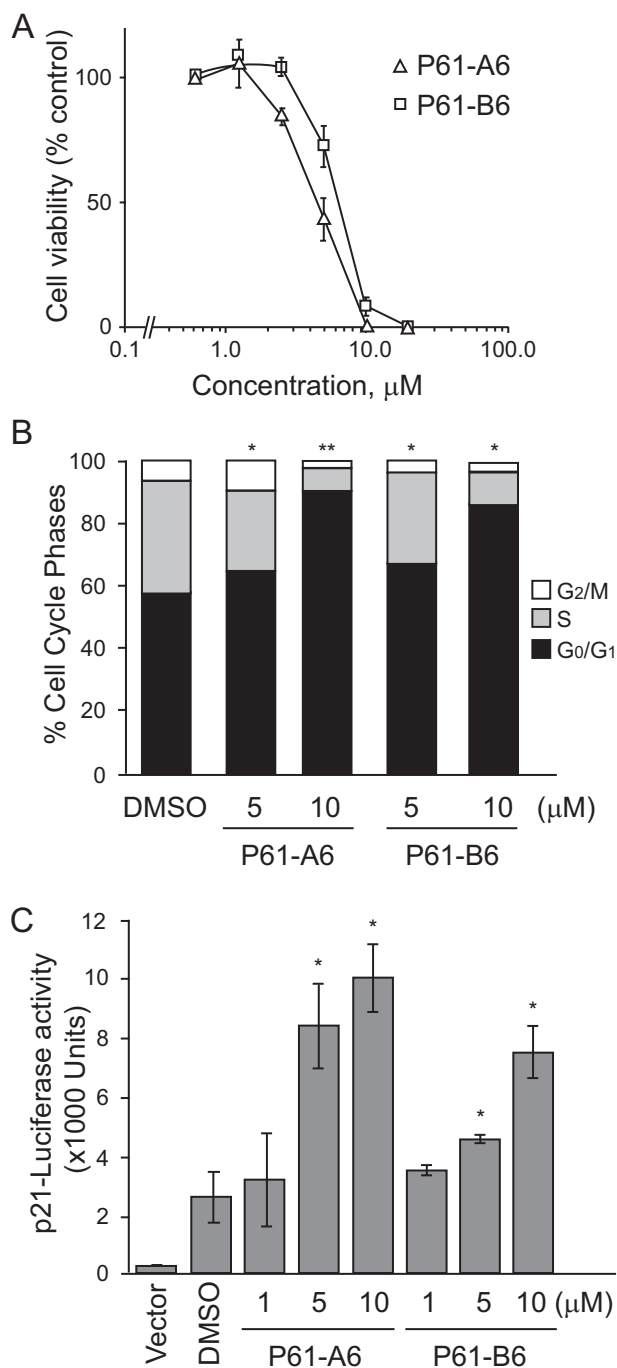 A
Cell viability (% control)
100
50
0
P61-A6
P61-B6
0.1 1.0 10.0 100.0
Concentration, μM
B
% Cell Cycle Phases
* ** * *
100
80
60
40
20
0
G2/M
S
G0/G1
DMSO 5 10 5 10 (μM)
P61-A6 P61-B6
C
p21-Luciferase activity
(x1000 Units)
12
10
8
6
4
2
0
* * * *
Vector DMSO 1 5 10 1 5 10 (μM)
P61-A6 P61-B6